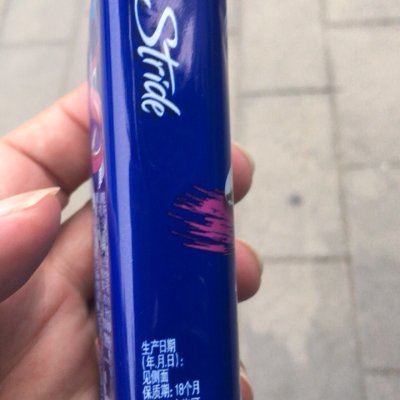 Stride
生产日期
(年.月.日):
见侧面
保质期:18个月